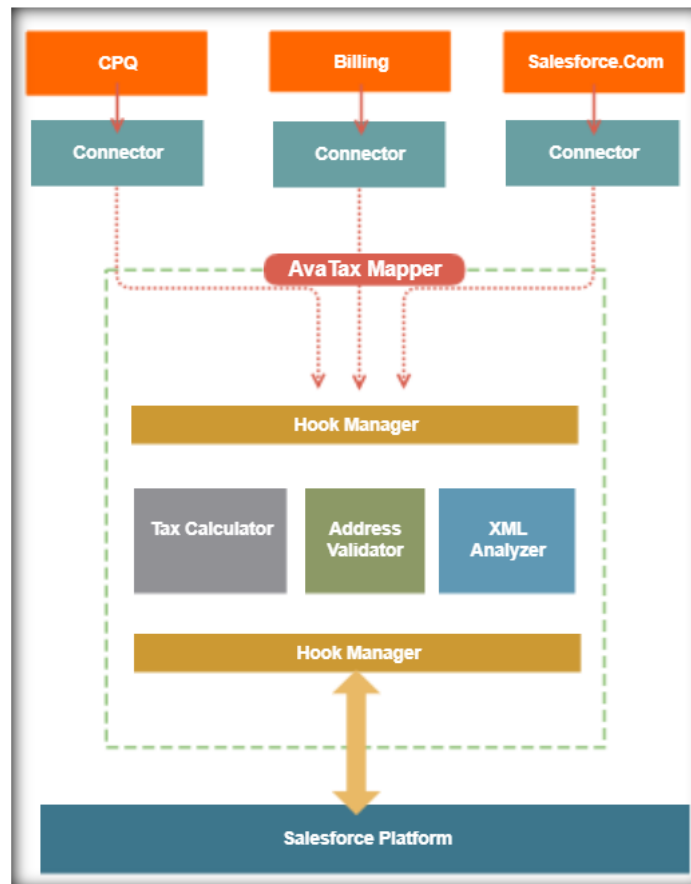 CPQ
Billing
Salesforce.Com
Connector
Connector
Connector
AvaTax Mapper
Hook Manager
Tax Calculator
Address
Validator
XML
Analyzer
Hook Manager
Salesforce Platform